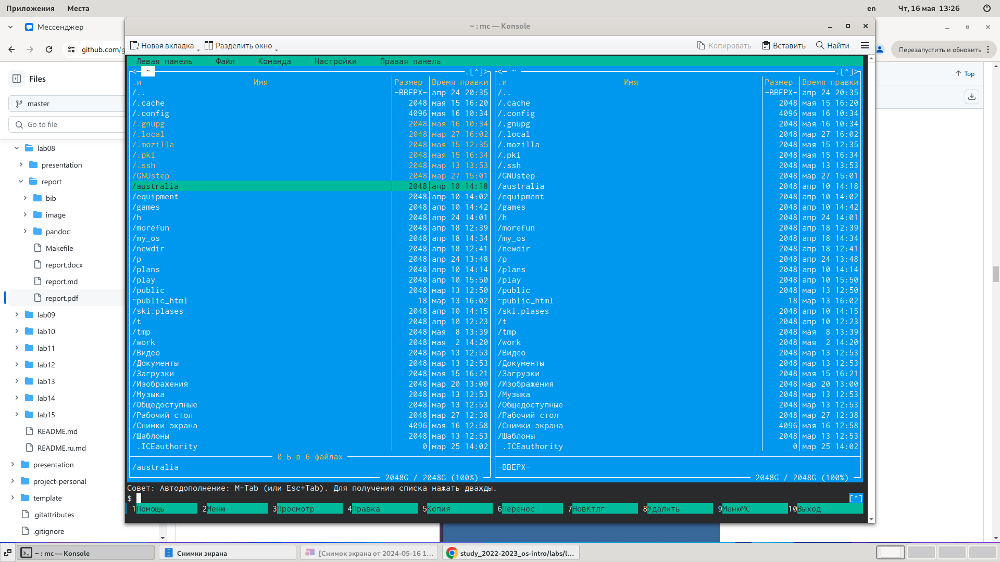 Приложения Места en Чт, 16 мая 13:26
Мессенджер
~ : mc — Konsole
github.com/g
Перезапустить и обновить
Новая вкладка Разделить окно Копировать Вставить Найти
Files
Top
master
Go to file
lab08
presentation
report
bib
image
pandoc
Makefile
report.docx
report.md
report.pdf
lab09
lab10
lab11
lab12
lab13
lab14
lab15
README.md
README.ru.md
presentation
project-personal
template
.gitattributes
.gitignore
Левая панель Файл Команда Настройки Правая панель
<─ ~ .[^]> <─ ~ .[^]>
.и Имя Размер Время правки .и Имя Размер Время правки
/.. -ВВЕРХ- апр 24 20:35 /.. -ВВЕРХ- апр 24 20:35
/.cache 2048 мая 15 16:20 /.cache 2048 мая 15 16:20
/.config 4096 мая 16 10:34 /.config 4096 мая 16 10:34
/.gnupg 2048 мая 16 10:34 /.gnupg 2048 мая 16 10:34
/.local 2048 мар 27 16:02 /.local 2048 мар 27 16:02
/.mozilla 2048 мая 15 12:35 /.mozilla 2048 мая 15 12:35
/.pki 2048 мая 15 16:34 /.pki 2048 мая 15 16:34
/.ssh 2048 мар 13 13:53 /.ssh 2048 мар 13 13:53
/GNUstep 2048 мар 27 15:01 /GNUstep 2048 мар 27 15:01
/australia 2048 апр 10 14:18 /australia 2048 апр 10 14:18
/equipment 2048 апр 10 14:02 /equipment 2048 апр 10 14:02
/games 2048 апр 10 14:42 /games 2048 апр 10 14:42
/h 2048 апр 24 14:01 /h 2048 апр 24 14:01
/morefun 2048 апр 18 12:39 /morefun 2048 апр 18 12:39
/my_os 2048 апр 18 14:34 /my_os 2048 апр 18 14:34
/newdir 2048 апр 18 12:41 /newdir 2048 апр 18 12:41
/p 2048 апр 24 13:48 /p 2048 апр 24 13:48
/plans 2048 апр 10 14:14 /plans 2048 апр 10 14:14
/play 2048 апр 10 15:50 /play 2048 апр 10 15:50
/public 2048 мар 13 12:50 /public 2048 мар 13 12:50
~public_html 18 мар 13 16:02 ~public_html 18 мар 13 16:02
/ski.plases 2048 апр 10 14:15 /ski.plases 2048 апр 10 14:15
/t 2048 апр 10 12:23 /t 2048 апр 10 12:23
/tmp 2048 мая 8 13:39 /tmp 2048 мая 8 13:39
/work 2048 мая 2 14:20 /work 2048 мая 2 14:20
/Видео 2048 мар 13 12:53 /Видео 2048 мар 13 12:53
/Документы 2048 мар 13 12:53 /Документы 2048 мар 13 12:53
/Загрузки 2048 мая 15 16:21 /Загрузки 2048 мая 15 16:21
/Изображения 2048 мар 20 13:00 /Изображения 2048 мар 20 13:00
/Музыка 2048 мар 13 12:53 /Музыка 2048 мар 13 12:53
/Общедоступные 2048 мар 13 12:53 /Общедоступные 2048 мар 13 12:53
/Рабочий стол 2048 мар 27 12:38 /Рабочий стол 2048 мар 27 12:38
/Снимки экрана 4096 мая 16 12:58 /Снимки экрана 4096 мая 16 12:58
/Шаблоны 2048 мар 13 12:53 /Шаблоны 2048 мар 13 12:53
.ICEauthority 0 мар 25 14:02 .ICEauthority 0 мар 25 14:02
0 Б в 6 файлах
/australia -ВВЕРХ-
2048G / 2048G (100%) 2048G / 2048G (100%)
Совет: Автодополнение: M-Tab (или Esc+Tab). Для получения списка нажать дважды.
$ [^]
1Помощь 2Меню 3Просмотр 4Правка 5Копия 6Перенос 7НовКтлг 8Удалить 9МенюMC 10Выход
~ : mc — Konsole Снимки экрана [Снимок экрана от 2024-05-16 1... study_2022-2023_os-intro/labs/l...